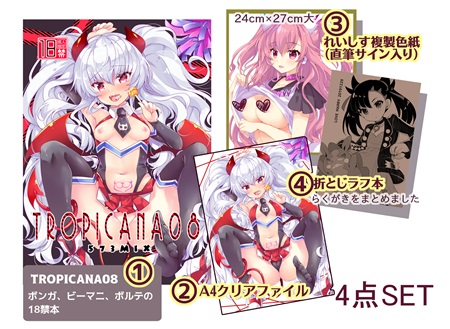 18禁
TROPICANA08
573MIX
TROPICANA08
①
ポンガ、ビーマニ、ボルテの
18禁本
②A4クリアファイル
24cm×27cm大
③
れいしす複製色紙
(直筆サイン入り)
④折とじラフ本
らくがきをまとめました
4点SET